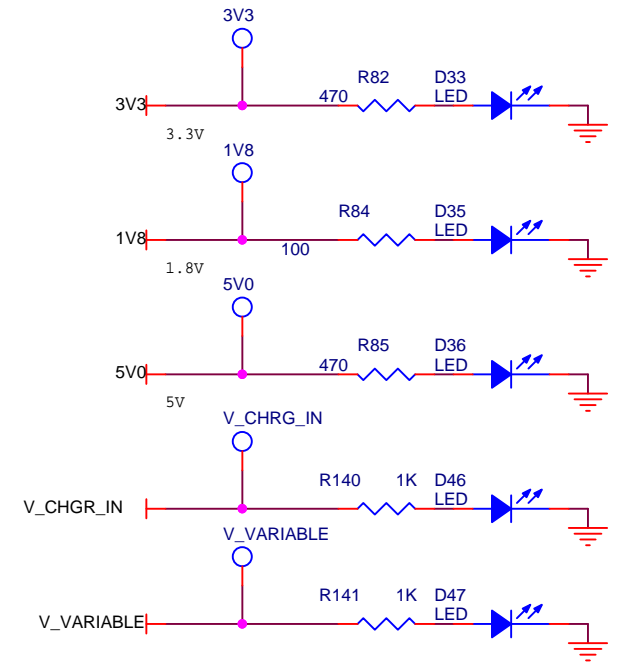 3V3
R82 D33
470 LED
3V3
3.3V
1V8
R84 D35
LED
1V8
100
1.8V
5V0
R85 D36
470 LED
5V0
5V
V_CHRG_IN
R140 1K D46
LED
V_CHGR_IN
V_VARIABLE
R141 1K D47
LED
V_VARIABLE